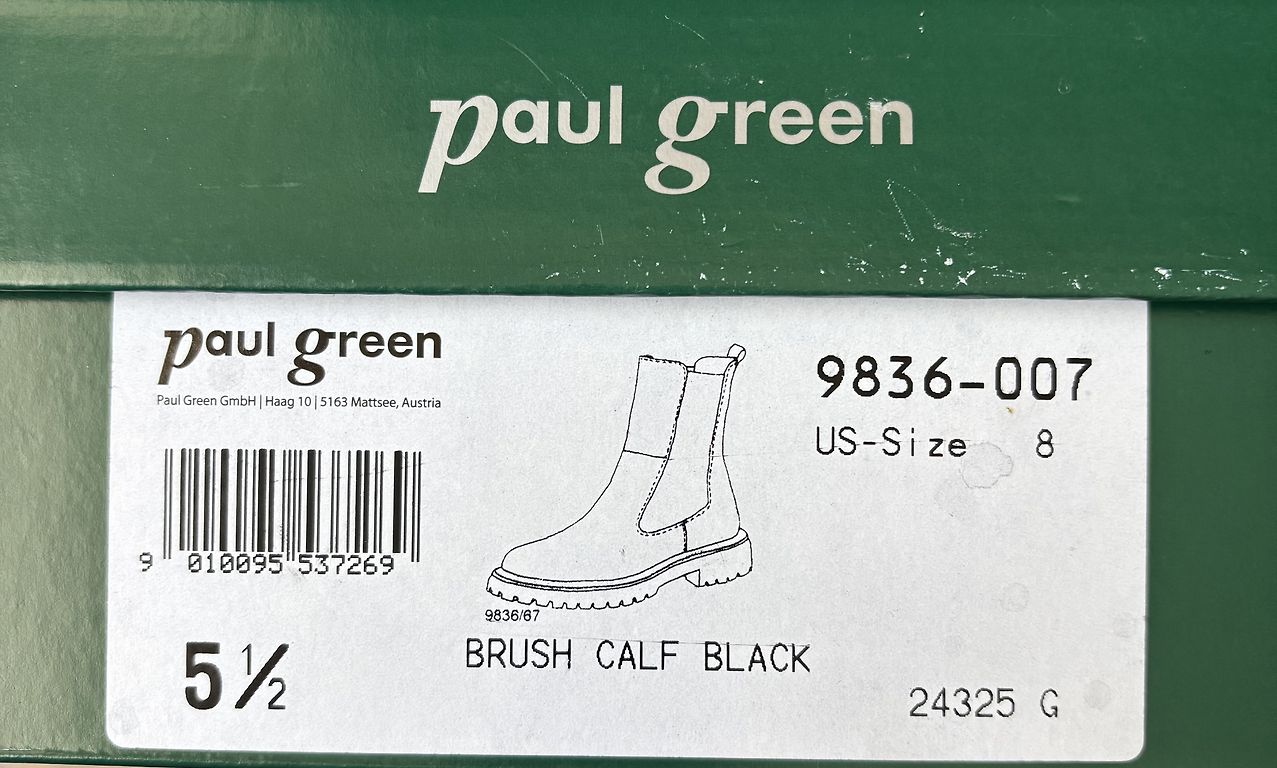 paul green
paul green
Paul Green GmbH | Haag 10 | 5163 Mattsee, Austria
9836-007
US-Size 8
9 010095 537269
9836/67
BRUSH CALF BLACK
5 1/2
24325 G